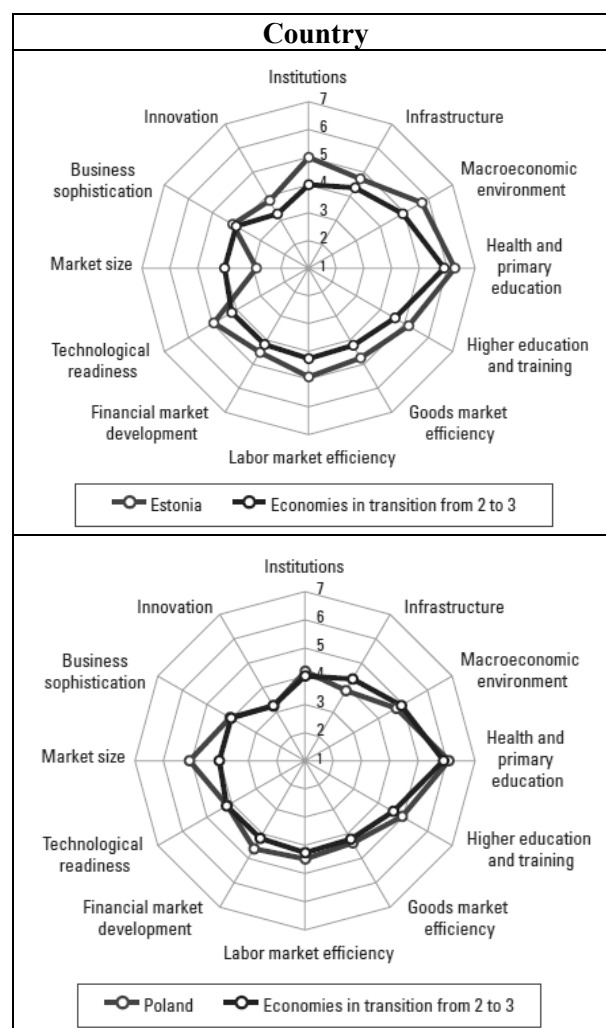 Country
Institutions
7
6
5
4
3
2
1
Infrastructure
Macroeconomic
environment
Health and
primary
education
Higher education
and training
Goods market
efficiency
Labor market efficiency
Financial market
development
Technological
readiness
Market size
Business
sophistication
Innovation
Estonia
Economies in transition from 2 to 3
Institutions
7
6
5
4
3
2
1
Infrastructure
Macroeconomic
environment
Health and
primary
education
Higher education
and training
Goods market
efficiency
Labor market efficiency
Financial market
development
Technological
readiness
Market size
Business
sophistication
Innovation
Poland
Economies in transition from 2 to 3